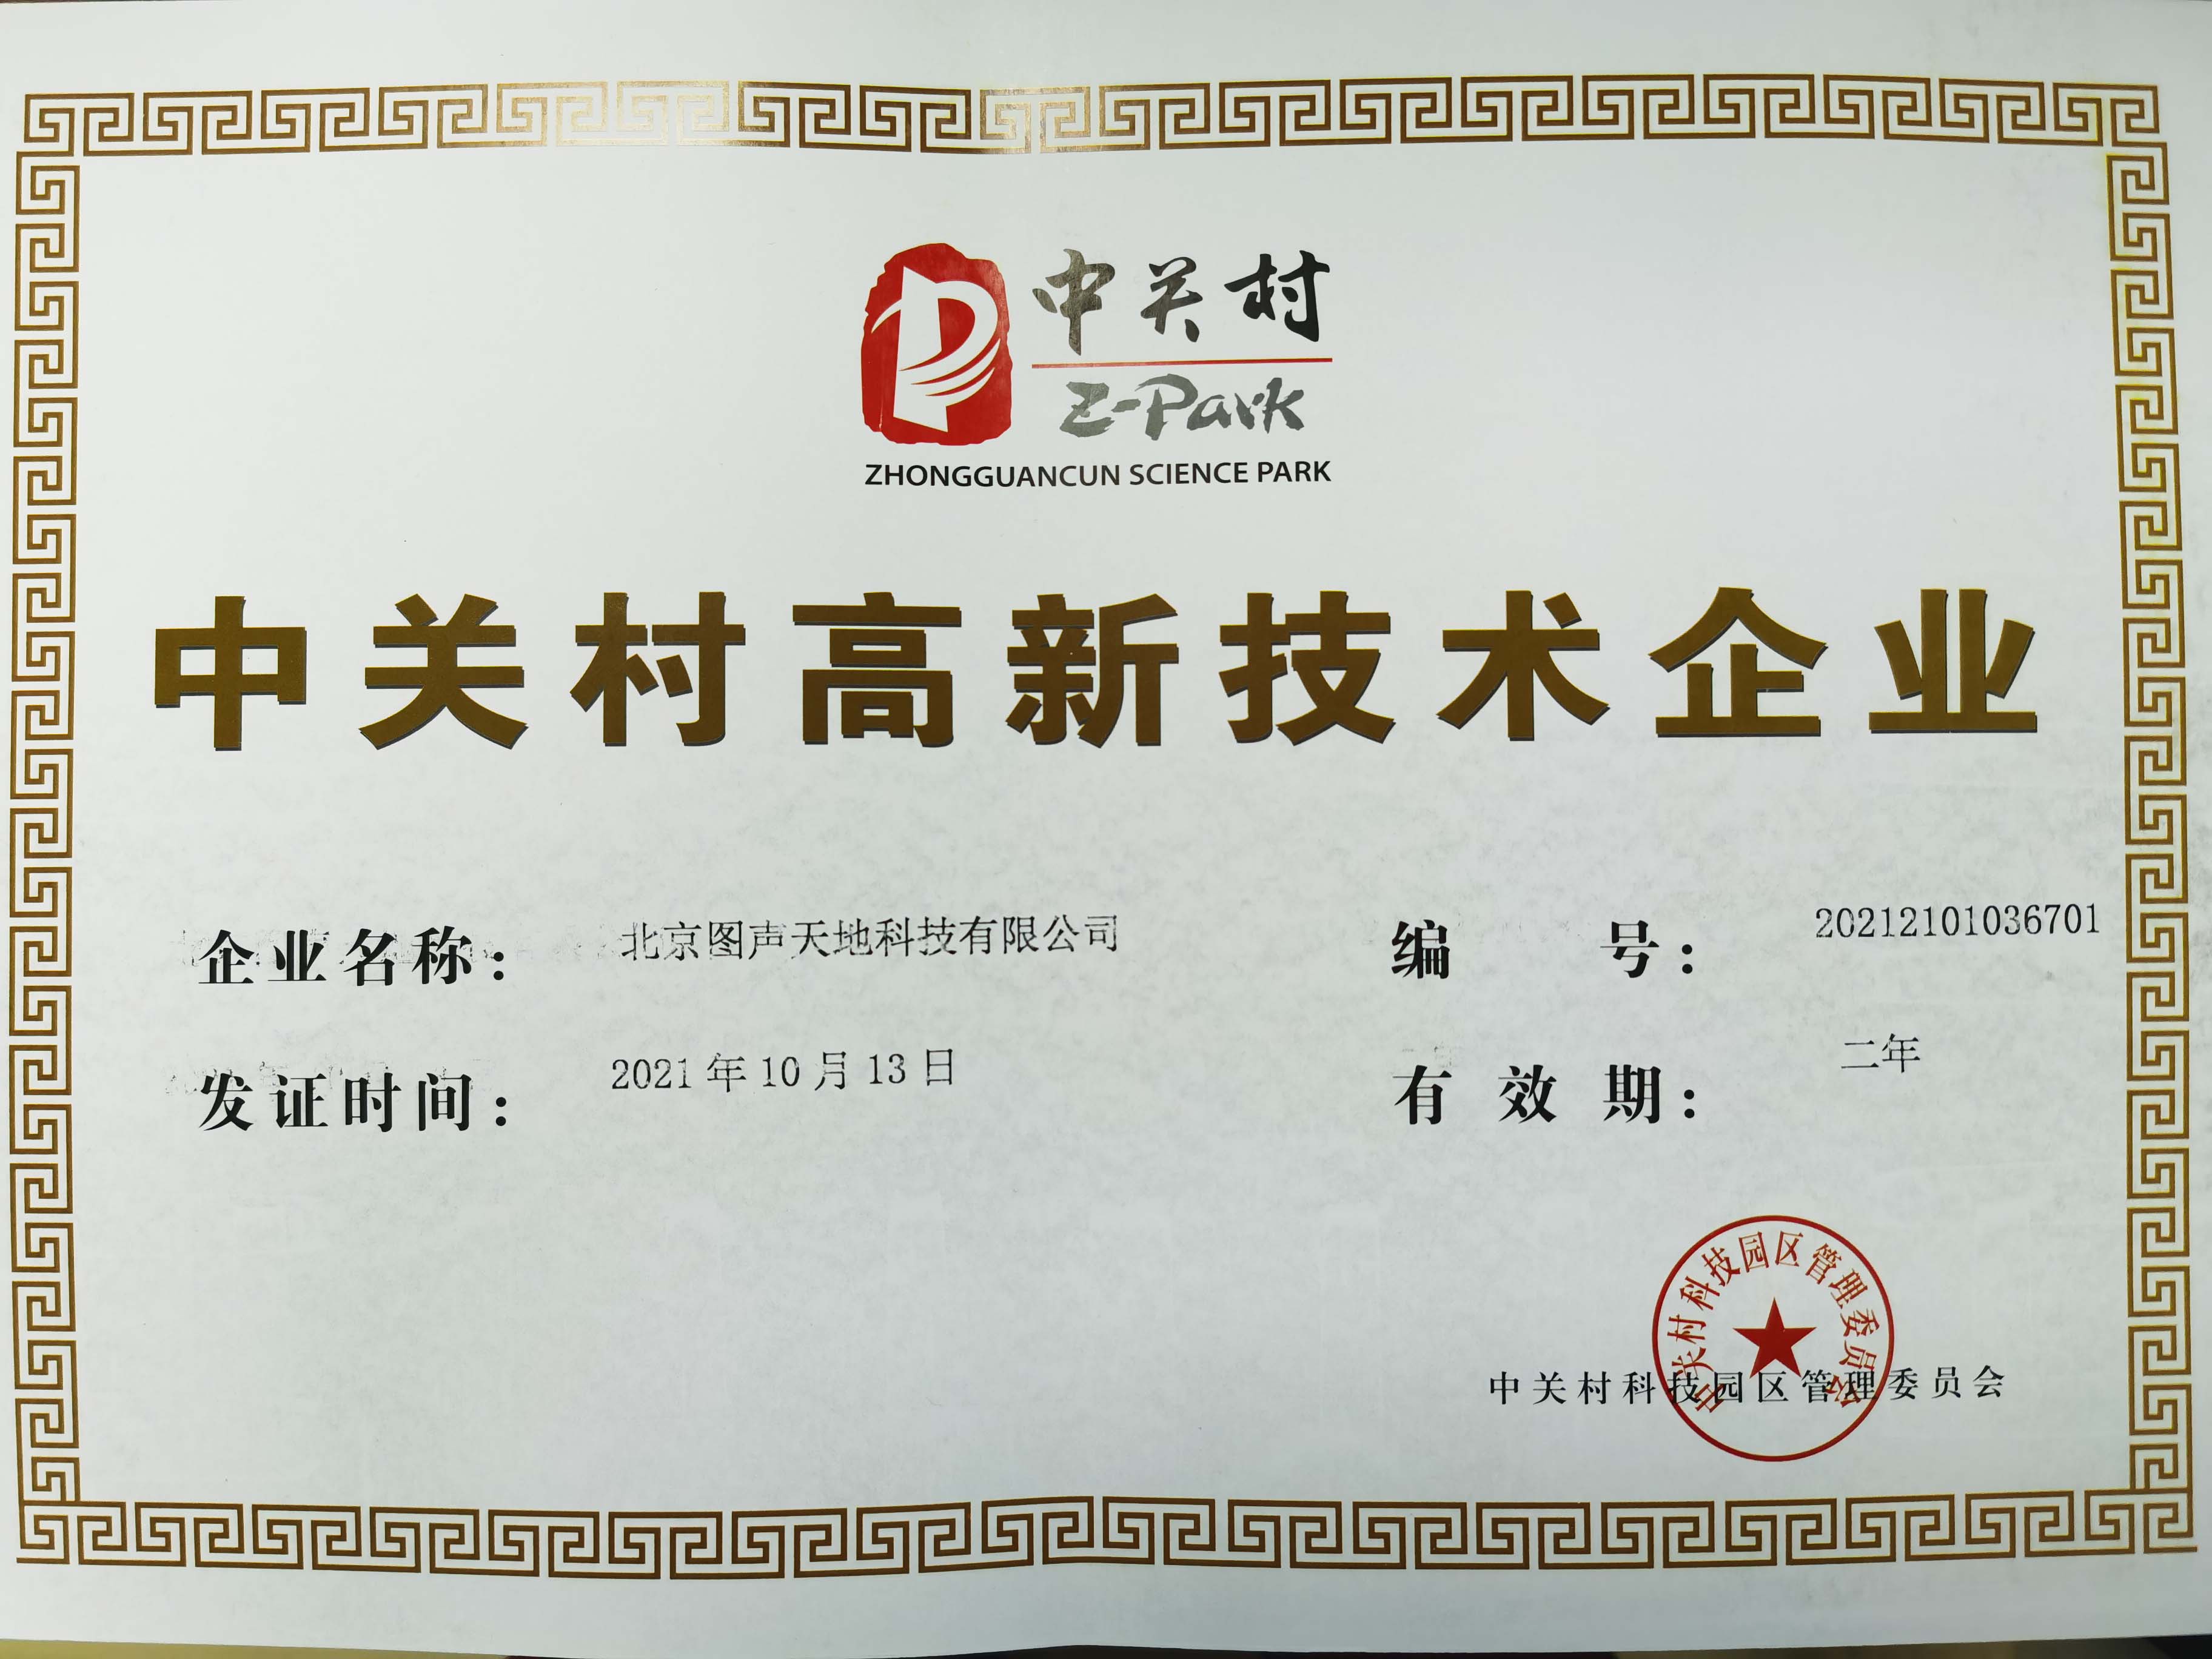 中关村
Z-Park
ZHONGGUANCUN SCIENCE PARK
中关村高新技术企业
企业名称： 北京图声天地科技有限公司
编 号： 20212101036701
发证时间： 2021年10月13日
有效期： 二年
中关村科技园区管理委员会
中关村科技园区管理委员会